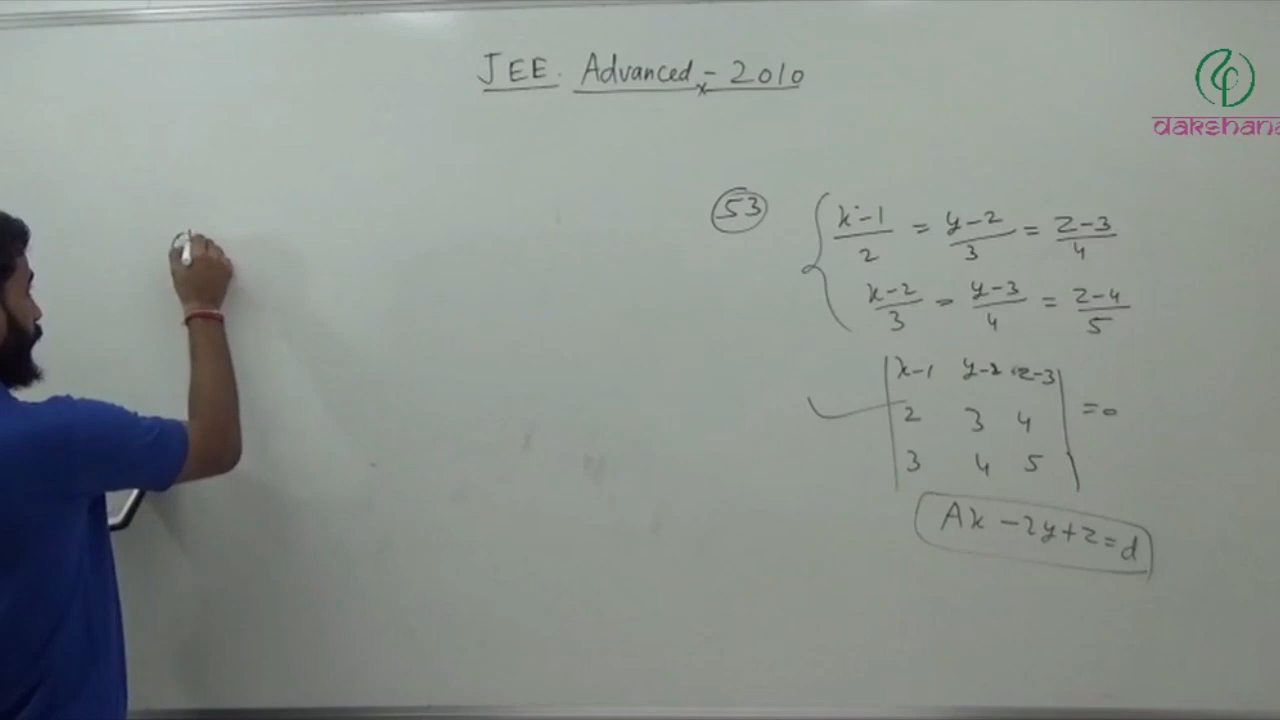 JEE. Advanced - 2010
dakshana
53 x-1/2 = y-2/3 = z-3/4
x-2/3 = y-3/4 = z-4/5
| x-1 y-2 z-3 |
| 2 3 4 | =0
| 3 4 5 |
Ax - 2y + z = d